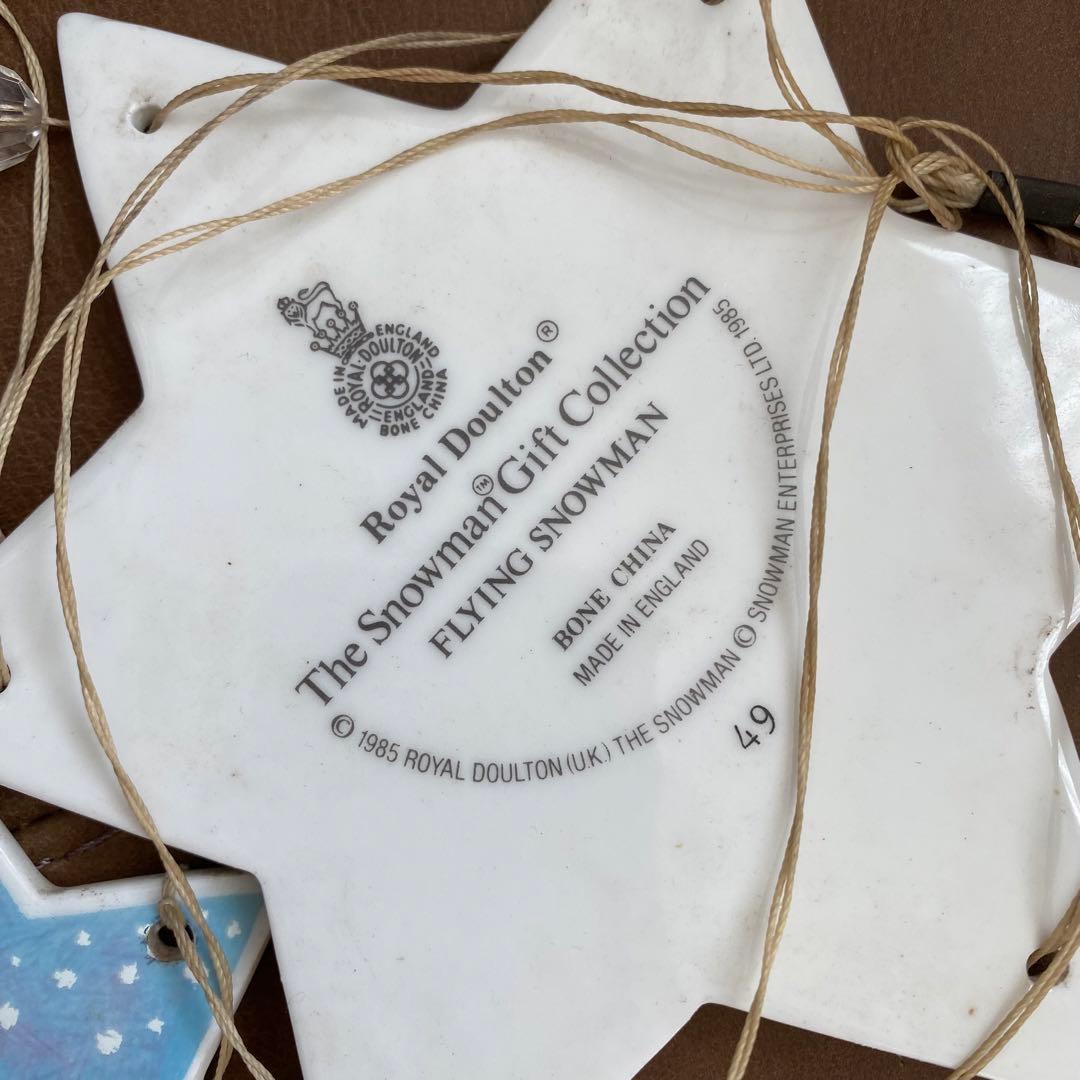 MADE IN ENGLAND
ROYAL·DOULTON
ENGLAND
BONE CHINA
Royal Doulton®
The Snowman™ Gift Collection
FLYING SNOWMAN
BONE CHINA
MADE IN ENGLAND
© 1985 ROYAL DOULTON (U.K.) THE SNOWMAN © SNOWMAN ENTERPRISES LTD. 1985
49